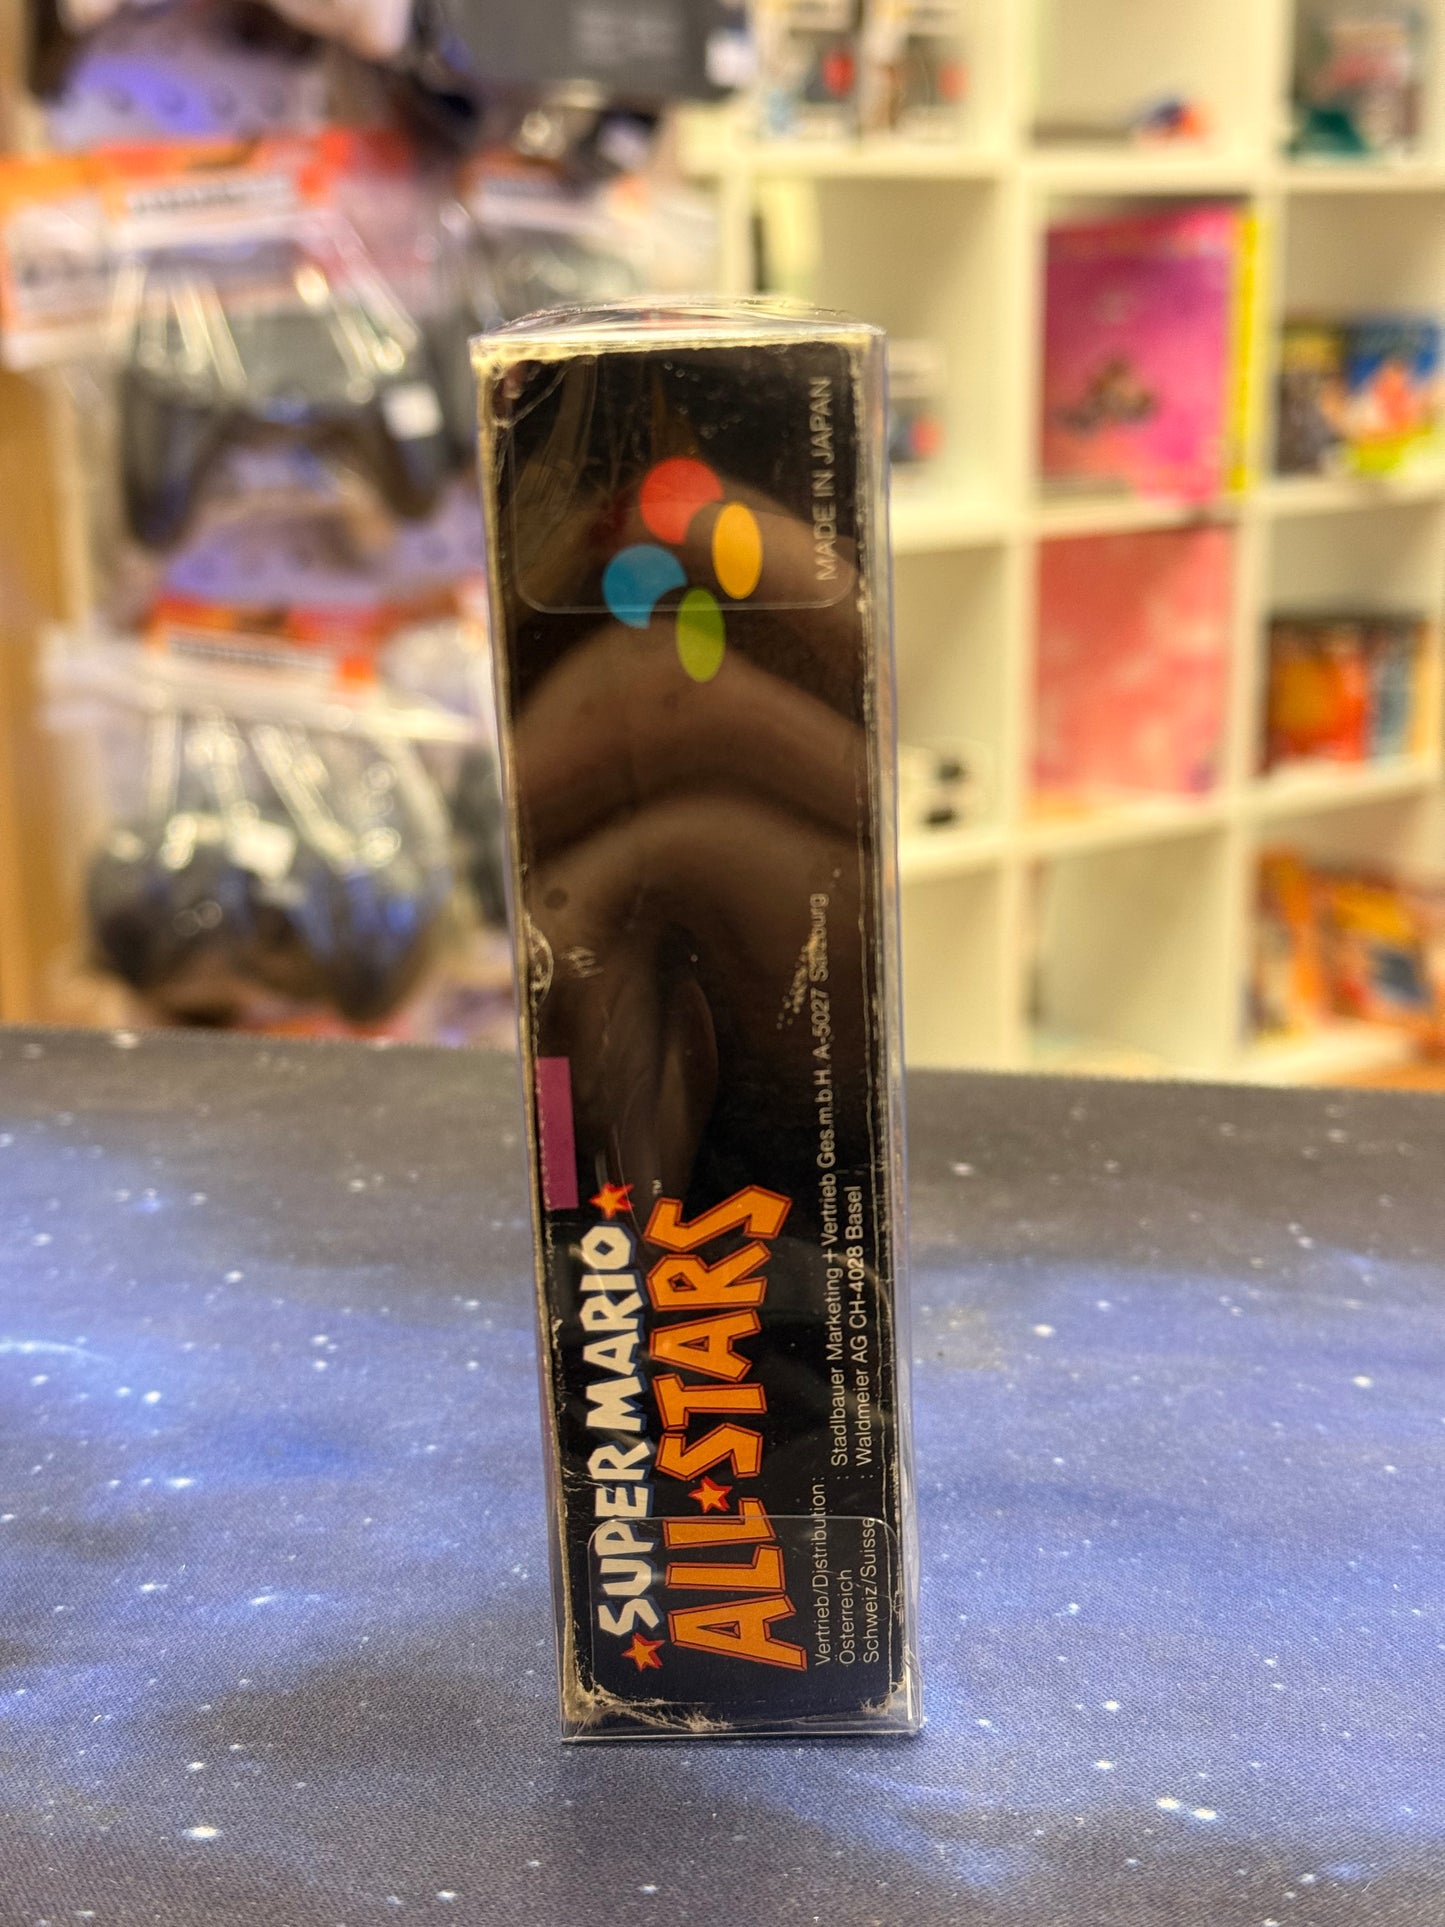 SUPER MARIO
ALL STARS
TM
MADE IN JAPAN
Vertrieb/Distribution:
Österreich : Stadlbauer Marketing + Vertrieb Ges.m.b.H. A-5027 Salzburg
Schweiz/Suisse : Waldmeier AG CH-4028 Basel